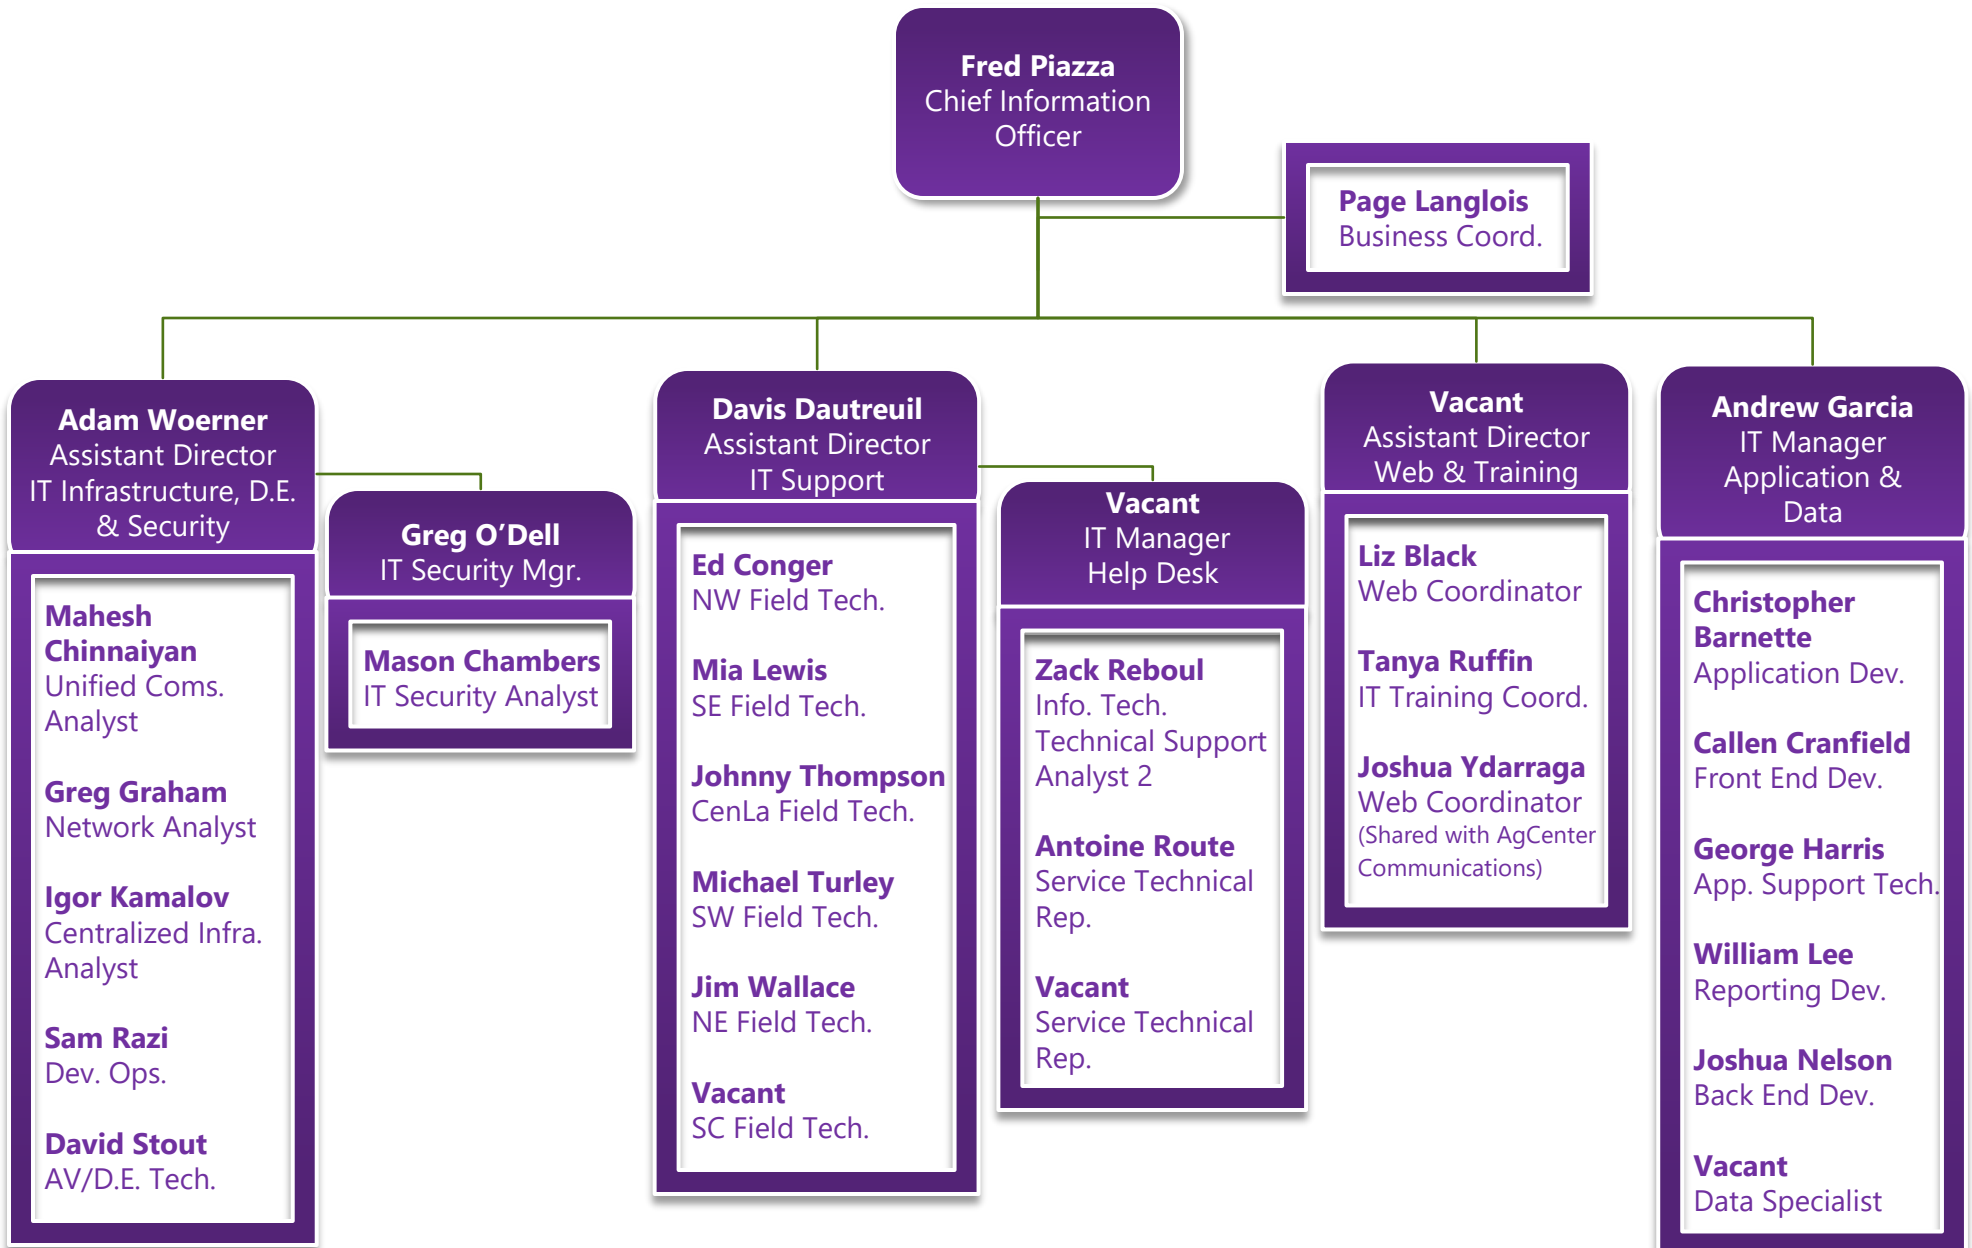 Fred Piazza
Chief Information
Officer
Page Langlois
Business Coord.
Adam Woerner
Assistant Director
IT Infrastructure, D.E.
& Security
Mahesh
Chinnaiyan
Unified Coms.
Analyst
Greg Graham
Network Analyst
Igor Kamalov
Centralized Infra.
Analyst
Sam Razi
Dev. Ops.
David Stout
AV/D.E. Tech.
Greg O’Dell
IT Security Mgr.
Mason Chambers
IT Security Analyst
Davis Dautreuil
Assistant Director
IT Support
Ed Conger
NW Field Tech.
Mia Lewis
SE Field Tech.
Johnny Thompson
CenLa Field Tech.
Michael Turley
SW Field Tech.
Jim Wallace
NE Field Tech.
Vacant
SC Field Tech.
Vacant
IT Manager
Help Desk
Zack Reboul
Info. Tech.
Technical Support
Analyst 2
Antoine Route
Service Technical
Rep.
Vacant
Service Technical
Rep.
Vacant
Assistant Director
Web & Training
Liz Black
Web Coordinator
Tanya Ruffin
IT Training Coord.
Joshua Ydarraga
Web Coordinator
(Shared with AgCenter
Communications)
Andrew Garcia
IT Manager
Application &
Data
Christopher
Barnette
Application Dev.
Callen Cranfield
Front End Dev.
George Harris
App. Support Tech.
William Lee
Reporting Dev.
Joshua Nelson
Back End Dev.
Vacant
Data Specialist